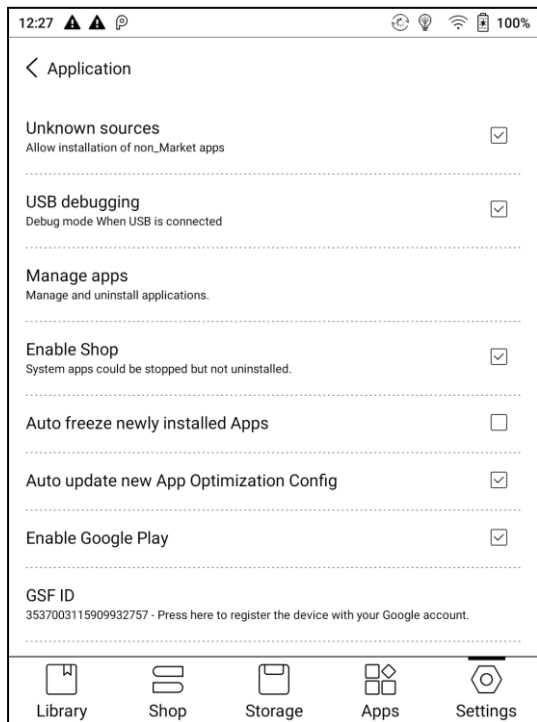 12:27 100%
Application
Unknown sources
Allow installation of non_Market apps
USB debugging
Debug mode When USB is connected
Manage apps
Manage and uninstall applications.
Enable Shop
System apps could be stopped but not uninstalled.
Auto freeze newly installed Apps
Auto update new App Optimization Config
Enable Google Play
GSF ID
3537003115909932757 - Press here to register the device with your Google account.
Library Shop Storage Apps Settings